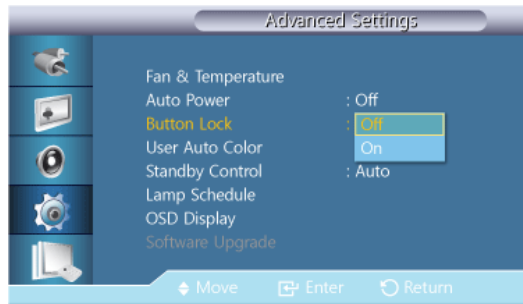 Advanced Settings
Fan & Temperature
Auto Power : Off
Button Lock : Off
User Auto Color On
Standby Control : Auto
Lamp Schedule
OSD Display
Software Upgrade
Move Enter Return